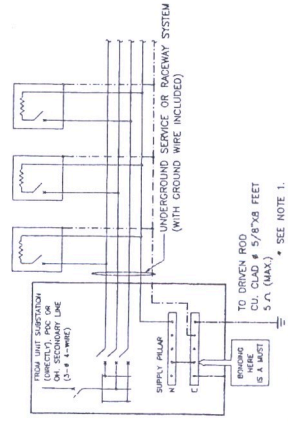 FROM UNIT SUBSTATION
(DIRECTLY), PDC OR
OH. SECONDARY LINE
(3-ø 4-WIRE)
SUPPLY PILLAR
N
C
BONDING
HERE
IS A MUST
UNDERGROUND SERVICE OR RACEWAY SYSTEM
(WITH GROUND WIRE INCLUDED)
TO DRIVEN ROD
CU. CLAD ø 5/8"X8 FEET
5 Ω (MAX.)
* SEE NOTE 1.